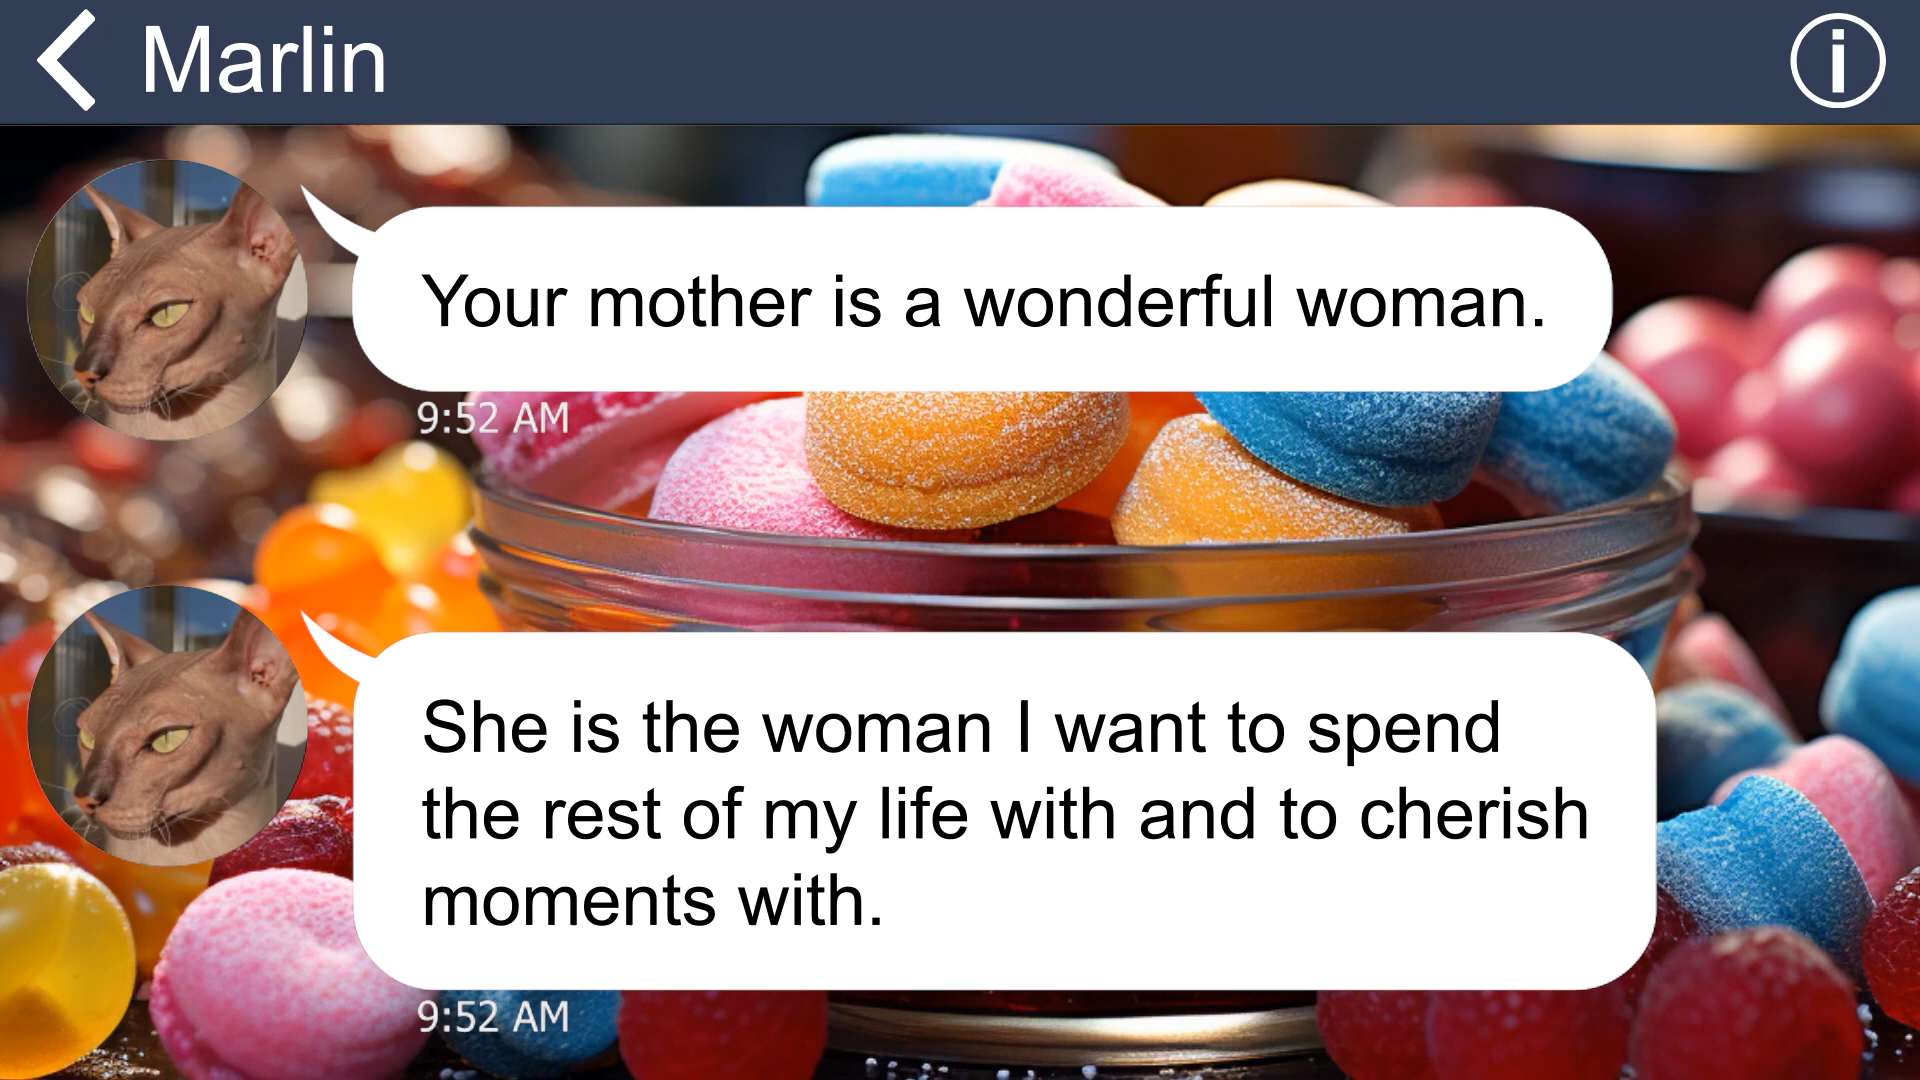 Marlin
Your mother is a wonderful woman.
9:52 AM
She is the woman I want to spend
the rest of my life with and to cherish
moments with.
9:52 AM